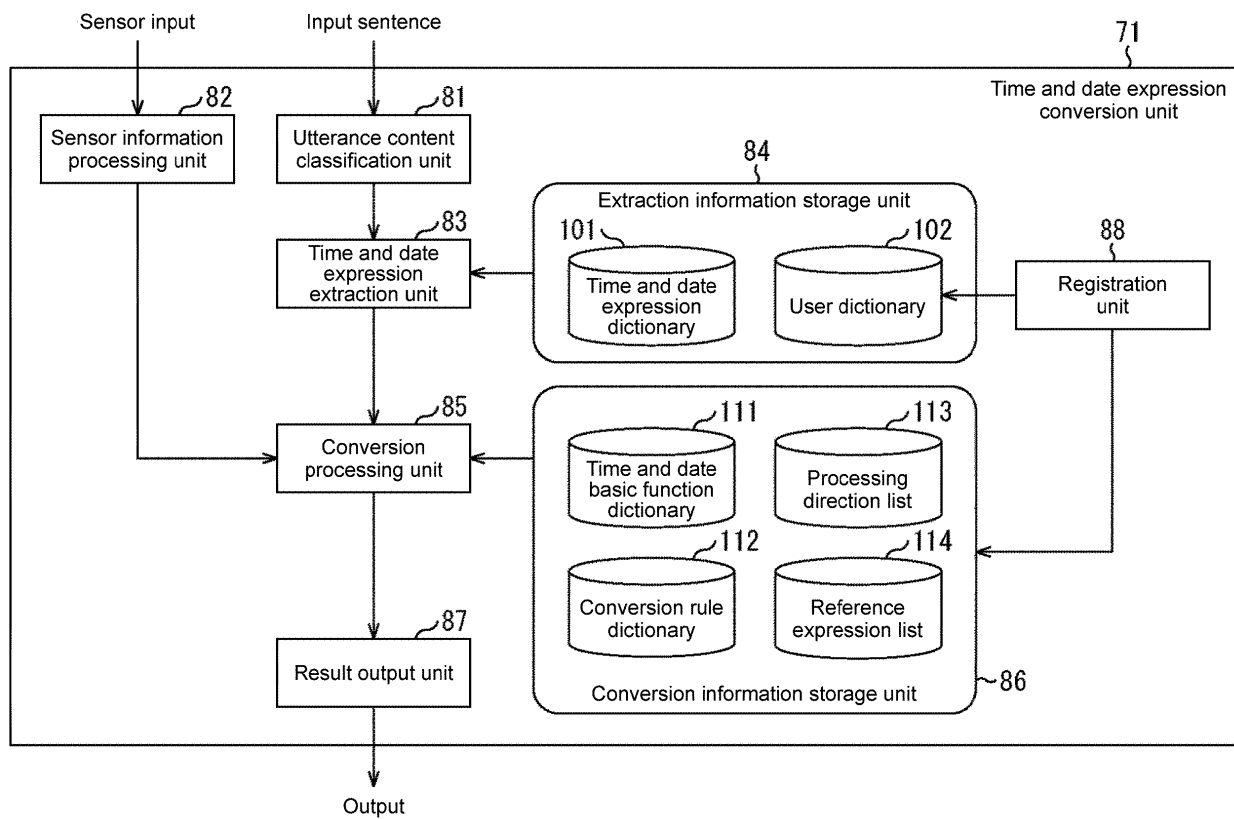 Sensor input
Input sentence
71
Time and date expression
conversion unit
82
Sensor information
processing unit
81
Utterance content
classification unit
84
Extraction information storage unit
83
Time and date
expression
extraction unit
101
Time and date
expression
dictionary
102
User dictionary
88
Registration
unit
85
Conversion
processing unit
111
Time and date
basic function
dictionary
113
Processing
direction list
112
Conversion rule
dictionary
114
Reference
expression list
87
Result output unit
Conversion information storage unit
86
Output